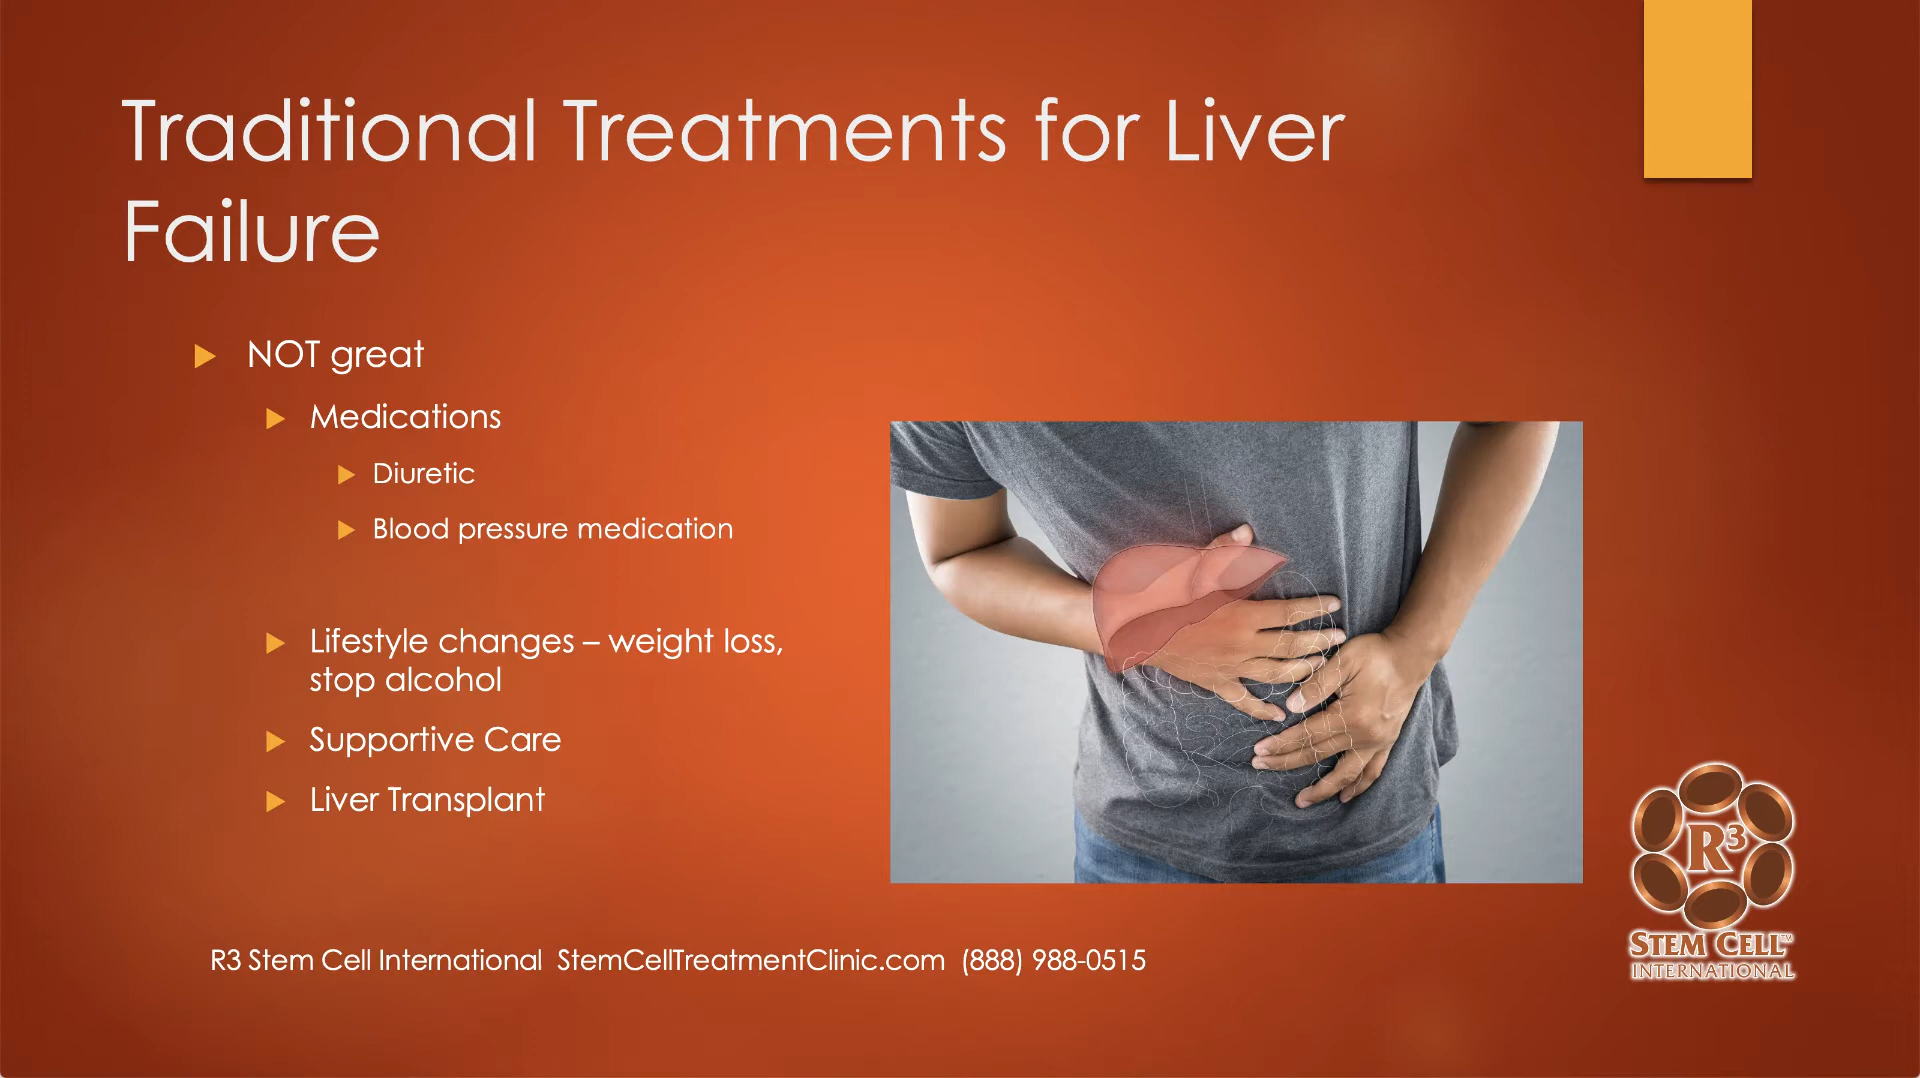 Traditional Treatments for Liver
Failure
NOT great
Medications
Diuretic
Blood pressure medication
Lifestyle changes – weight loss,
stop alcohol
Supportive Care
Liver Transplant
R3 Stem Cell International  StemCellTreatmentClinic.com  (888) 988-0515
R³
STEM CELL™
INTERNATIONAL